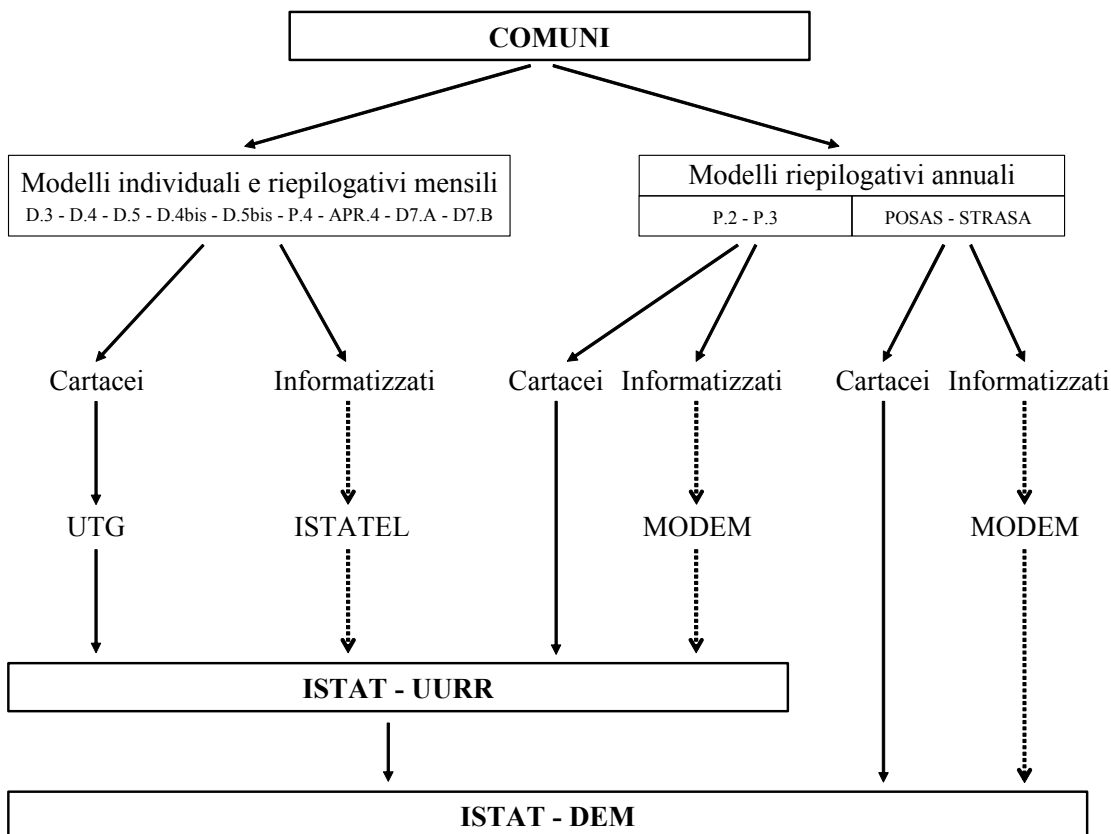 COMUNI
Modelli individuali e riepilogativi mensili
D.3 - D.4 - D.5 - D.4bis - D.5bis - P.4 - APR.4 - D7.A - D7.B
Modelli riepilogativi annuali
P.2 - P.3
POSAS - STRASA
Cartacei
Informatizzati
Cartacei
Informatizzati
Cartacei
Informatizzati
UTG
ISTATEL
MODEM
MODEM
ISTAT - UURR
ISTAT - DEM